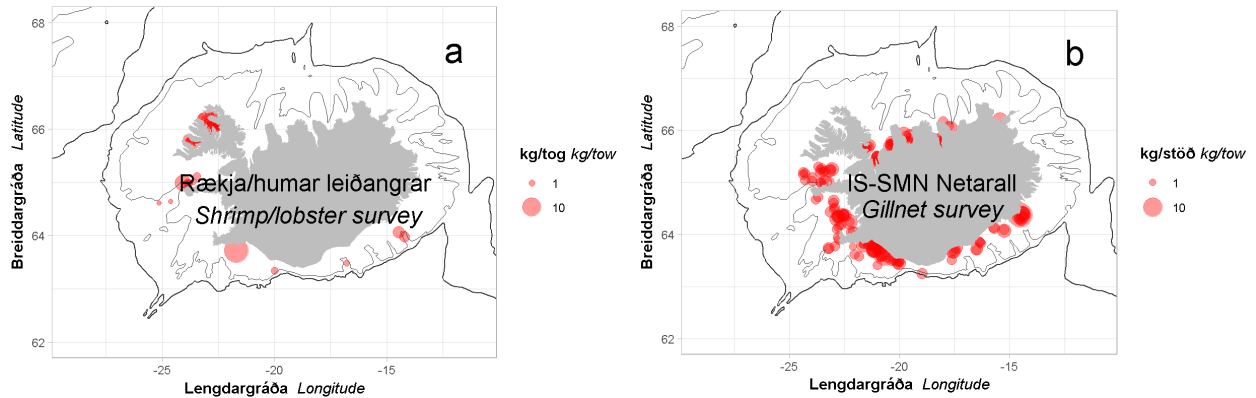 a
68
66
64
62
Breiddargráða Latitude
Rækja/humar leiðangrar
Shrimp/lobster survey
-25
-20
-15
Lengdargráða Longitude
kg/tog kg/tow
1
10
b
68
66
64
62
Breiddargráða Latitude
IS-SMN Netarall
Gillnet survey
-25
-20
-15
Lengdargráða Longitude
kg/stöð kg/tow
1
10